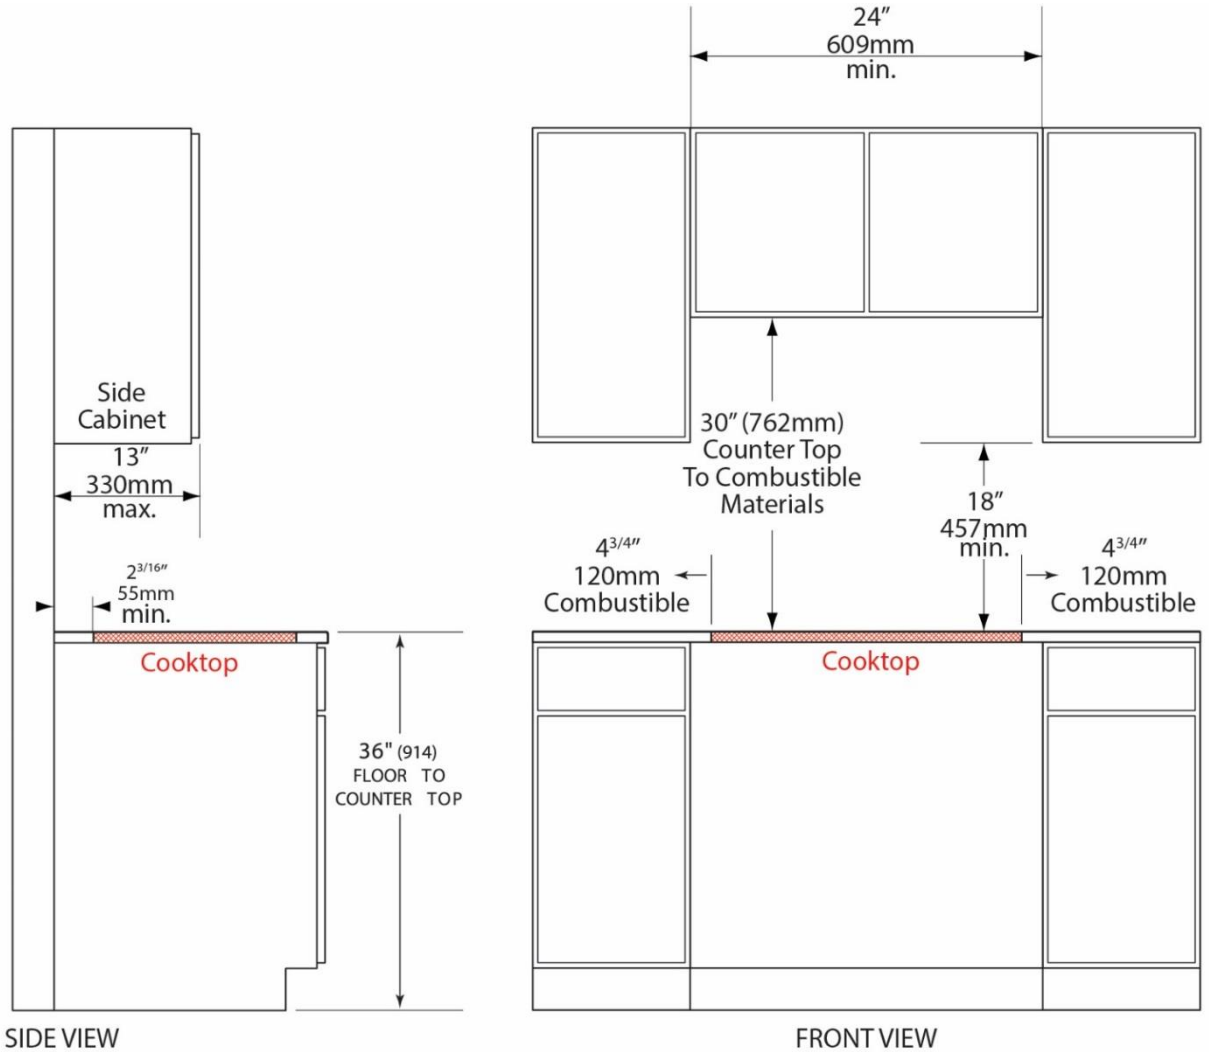 24”
609mm
min.
Side
Cabinet
13”
330mm
max.
2 3/16”
55mm
min.
Cooktop
36" (914)
FLOOR TO
COUNTER TOP
SIDE VIEW
30” (762mm)
Counter Top
To Combustible
Materials
18”
457mm
min.
4 3/4”
120mm
Combustible
4 3/4”
120mm
Combustible
Cooktop
FRONT VIEW